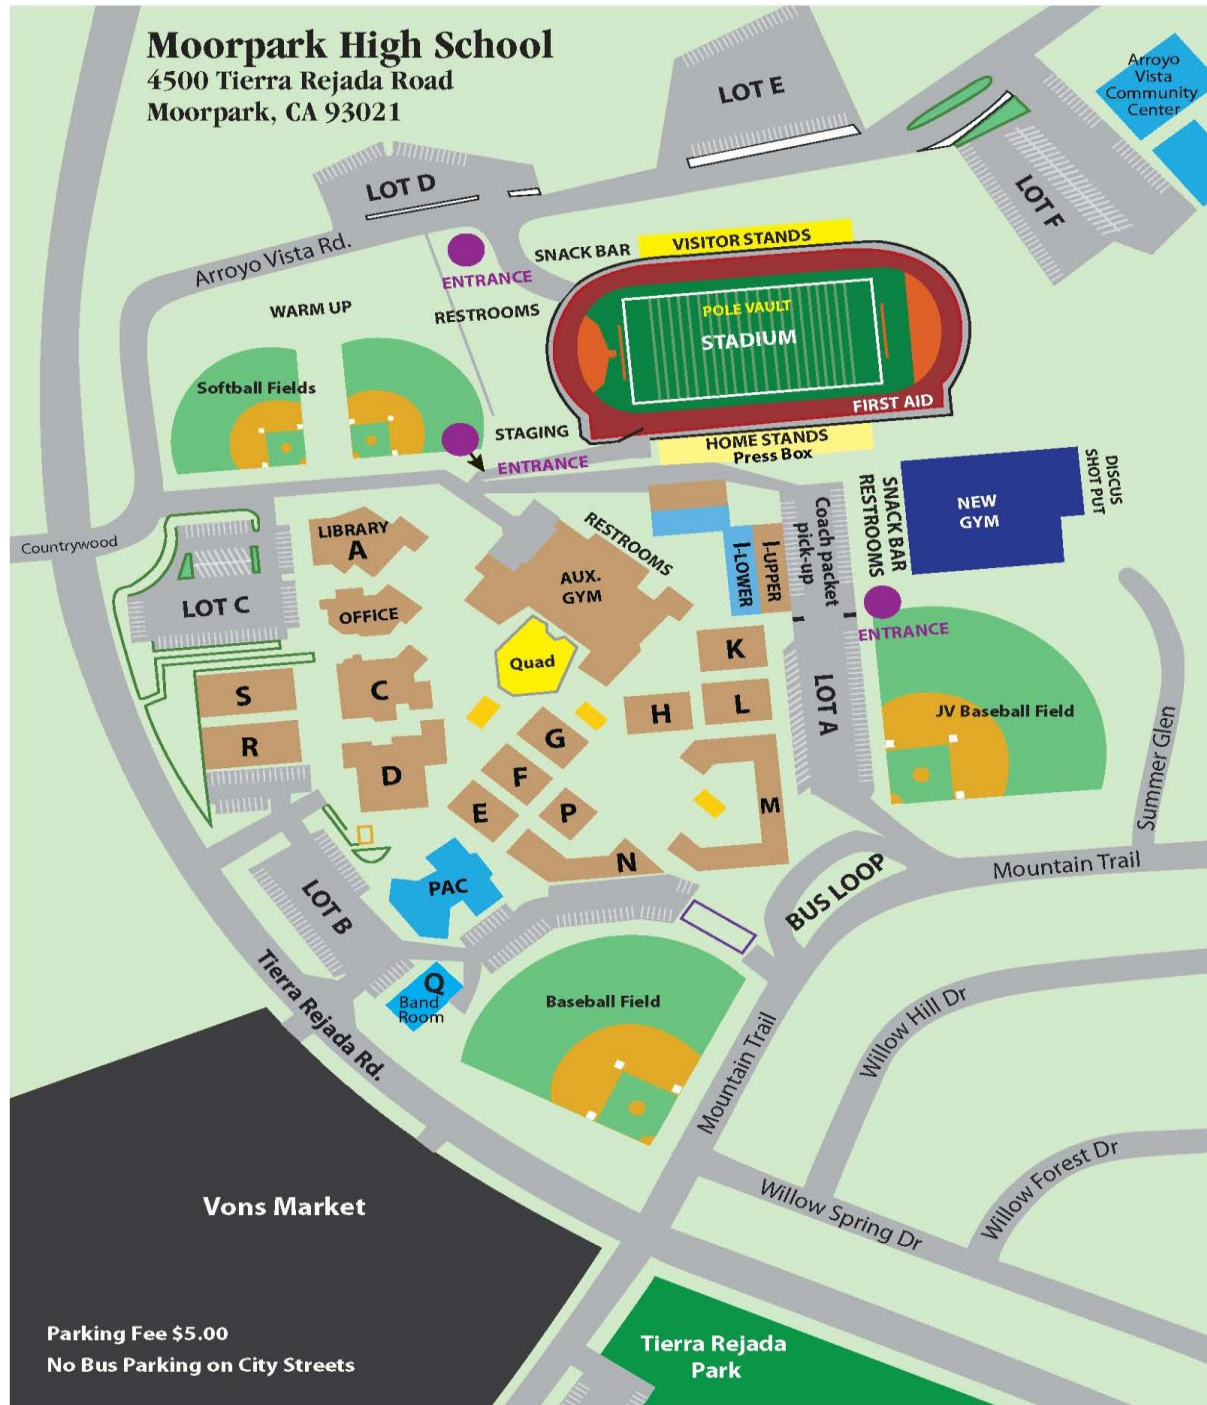 Moorpark High School
4500 Tierra Rejada Road
Moorpark, CA 93021
LOT E
Arroyo
Vista
Community
Center
LOT D
LOT F
Arroyo Vista Rd.
ENTRANCE
SNACK BAR
VISITOR STANDS
WARM UP
RESTROOMS
POLE VAULT
STADIUM
Softball Fields
FIRST AID
STAGING
ENTRANCE
HOME STANDS
Press Box
DISCUS
SHOT PUT
SNACK BAR
RESTROOMS
NEW
GYM
Countrywood
LIBRARY
A
RESTROOMS
Coach packet
pick-up
I-LOWER
I-UPPER
AUX.
GYM
LOT C
OFFICE
ENTRANCE
K
Quad
S
C
L
H
LOT A
JV Baseball Field
Summer Glen
R
G
D
F
E
P
M
N
Mountain Trail
PAC
LOT B
BUS LOOP
Q
Band
Room
Baseball Field
Tierra Rejada Rd.
Mountain Trail
Willow Hill Dr
Willow Forest Dr
Willow Spring Dr
Vons Market
Parking Fee $5.00
No Bus Parking on City Streets
Tierra Rejada
Park